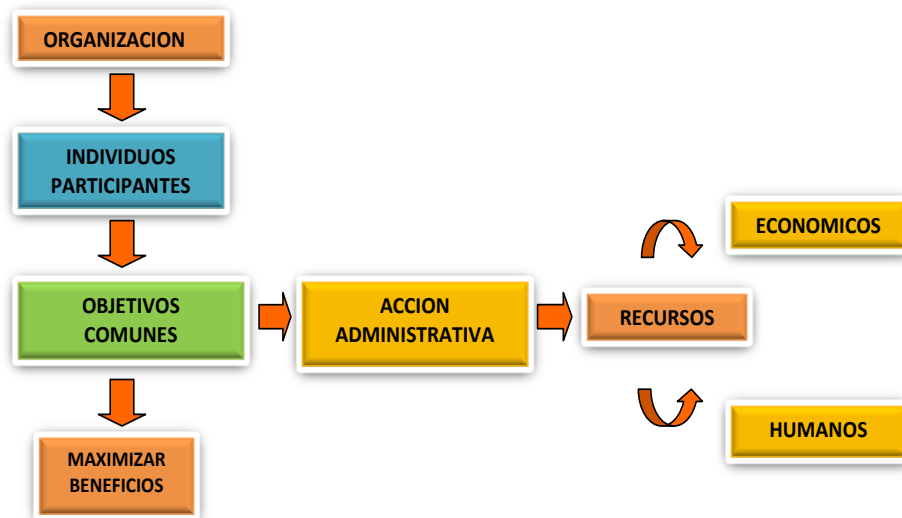 ORGANIZACION
INDIVIDUOS
PARTICIPANTES
OBJETIVOS
COMUNES
ACCION
ADMINISTRATIVA
RECURSOS
ECONOMICOS
HUMANOS
MAXIMIZAR
BENEFICIOS